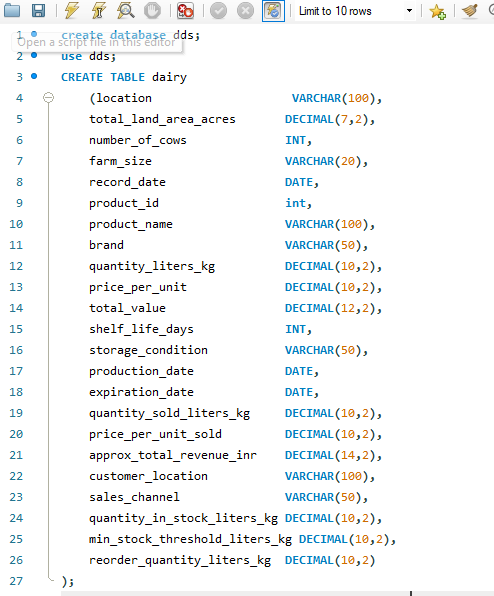 Limit to 10 rows
1 create database dds;
Open a script file in this editor
2 use dds;
3 CREATE TABLE dairy
4 (location VARCHAR(100),
5 total_land_area_acres DECIMAL(7,2),
6 number_of_cows INT,
7 farm_size VARCHAR(20),
8 record_date DATE,
9 product_id int,
10 product_name VARCHAR(100),
11 brand VARCHAR(50),
12 quantity_liters_kg DECIMAL(10,2),
13 price_per_unit DECIMAL(10,2),
14 total_value DECIMAL(12,2),
15 shelf_life_days INT,
16 storage_condition VARCHAR(50),
17 production_date DATE,
18 expiration_date DATE,
19 quantity_sold_liters_kg DECIMAL(10,2),
20 price_per_unit_sold DECIMAL(10,2),
21 approx_total_revenue_inr DECIMAL(14,2),
22 customer_location VARCHAR(100),
23 sales_channel VARCHAR(50),
24 quantity_in_stock_liters_kg DECIMAL(10,2),
25 min_stock_threshold_liters_kg DECIMAL(10,2),
26 reorder_quantity_liters_kg DECIMAL(10,2)
27 );